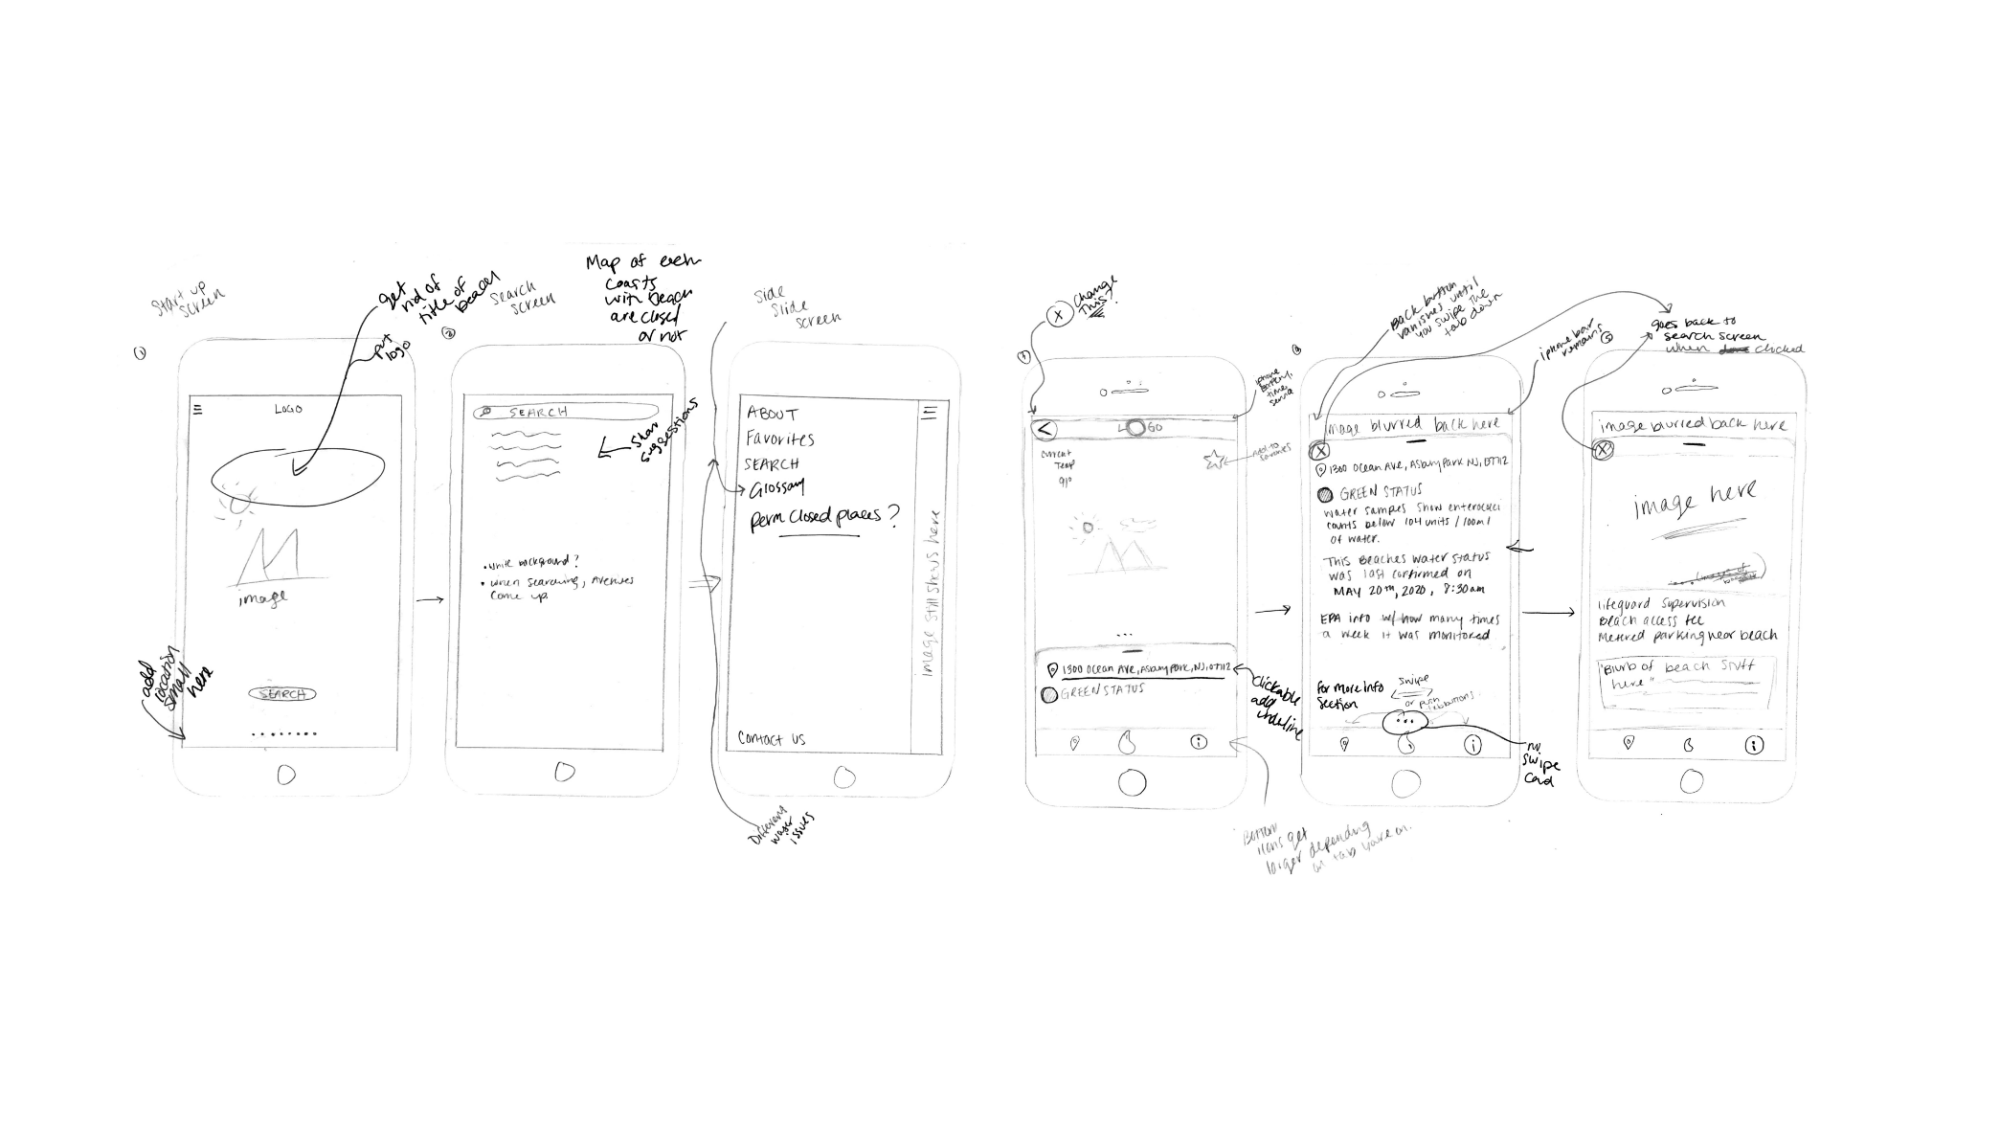 Start up
screen
①
get
rid of
title of
beach
put
logo
LOGO
image
add
location
small
here
SEARCH
Search
screen
②
SEARCH
Show
suggestions
• white background?
• when searching, Avenues
come up
Map of each
coasts
with beach
are closed
or not
Side
Slide
screen
ABOUT
Favorites
SEARCH
Glossary
perm closed places?
image still shows here
Contact us
Different
water
issues
X
Change
This?
LOGO
iphone
battery,
time,
Current
Temp
add to
favorites
1300 Ocean Ave, Asbury Park, NJ, 07712
GREEN STATUS
clickable
add
underline
Bottom
items get
larger depending
on tab you're on.
Back button
vanishes until
you swipe the
tab down
iphone bar
remains
image blurred back here
X
1300 Ocean Ave, Asbury Park NJ, 07712
GREEN STATUS
Water samples show enterococci
counts below 104 units / 100ml
of water.
This Beaches water status
was last confirmed on
MAY 20th, 2020, 8:30am
EPA info w/ how many times
a week it was monitored
For more info
section
swipe
or push
buttons
no
swipe
card
goes back to
search screen
when clicked
image blurred back here
X
image here
lifeguard supervision
Beach access fee
Metered parking near beach
"Blurb of beach stuff
here"